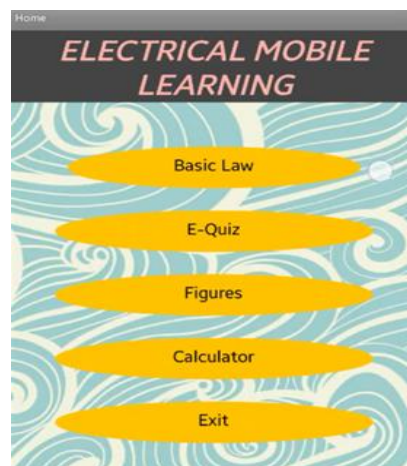 Home
ELECTRICAL MOBILE
LEARNING
Basic Law
E-Quiz
Figures
Calculator
Exit